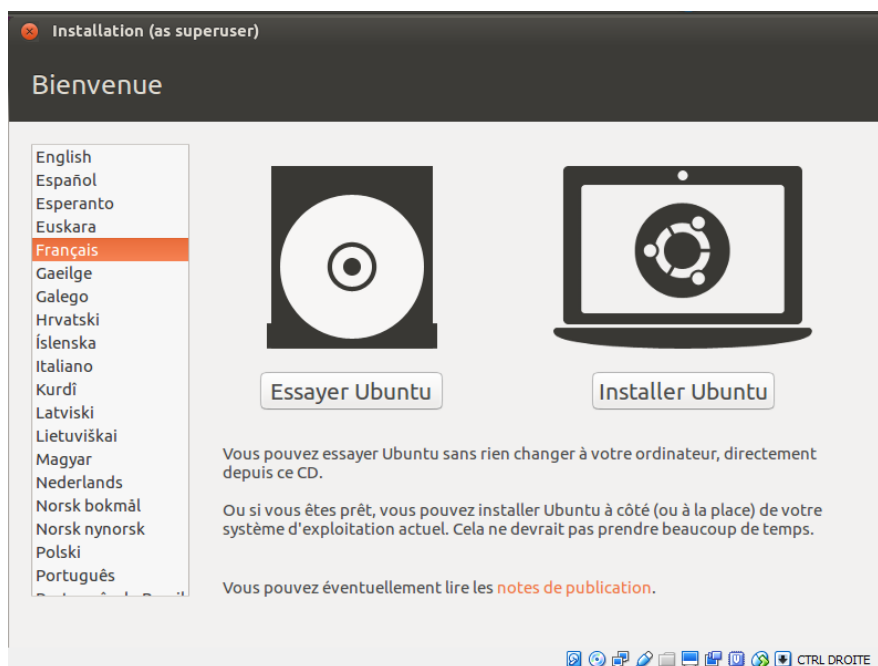 Installation (as superuser)
Bienvenue
English
Español
Esperanto
Euskara
Français
Gaeilge
Galego
Hrvatski
Íslenska
Italiano
Kurdî
Latviski
Lietuviškai
Magyar
Nederlands
Norsk bokmål
Norsk nynorsk
Polski
Português
Essayer Ubuntu
Installer Ubuntu
Vous pouvez essayer Ubuntu sans rien changer à votre ordinateur, directement
depuis ce CD.
Ou si vous êtes prêt, vous pouvez installer Ubuntu à côté (ou à la place) de votre
système d'exploitation actuel. Cela ne devrait pas prendre beaucoup de temps.
Vous pouvez éventuellement lire les notes de publication.
CTRL DROITE